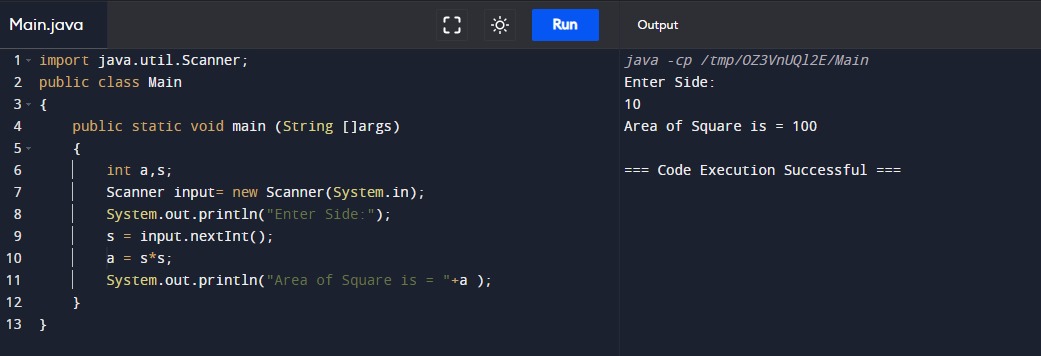 Main.java
Run
1 import java.util.Scanner;
2 public class Main
3 {
4 public static void main (String []args)
5 {
6 int a,s;
7 Scanner input= new Scanner(System.in);
8 System.out.println("Enter Side:");
9 s = input.nextInt();
10 a = s*s;
11 System.out.println("Area of Square is = "+a );
12 }
13 }
Output
java -cp /tmp/OZ3VnUQl2E/Main
Enter Side:
10
Area of Square is = 100
=== Code Execution Successful ===